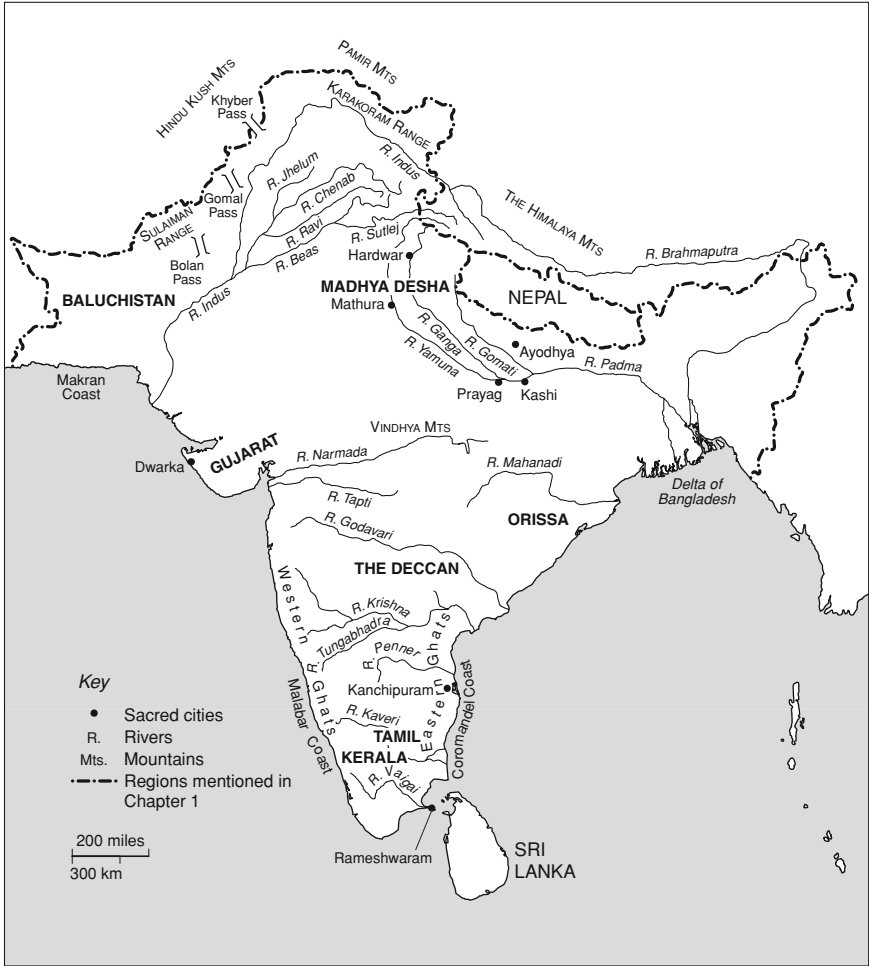 PAMIR MTS
HINDU KUSH MTS
Khyber
Pass
KARAKORAM RANGE
R. Indus
R. Jhelum
R. Chenab
Gomal
Pass
SULAIMAN
RANGE
THE HIMALAYA MTS
R. Ravi
R. Sutlej
R. Beas
Bolan
Pass
Hardwar
R. Brahmaputra
BALUCHISTAN
R. Indus
MADHYA DESHA
NEPAL
Mathura
R. Ganga
R. Gomati
R. Yamuna
Ayodhya
R. Padma
Makran
Coast
Prayag
Kashi
VINDHYA MTS
GUJARAT
Dwarka
R. Narmada
R. Mahanadi
Delta of
Bangladesh
R. Tapti
R. Godavari
ORISSA
THE DECCAN
Western Ghats
R. Krishna
R. Tungabhadra
Eastern Ghats
R. Penner
Kanchipuram
Coromandel Coast
Malabar Coast
R. Kaveri
TAMIL
KERALA
R. Vaigai
Rameshwaram
SRI
LANKA
Key
Sacred cities
R. Rivers
Mts. Mountains
Regions mentioned in
Chapter 1
200 miles
300 km